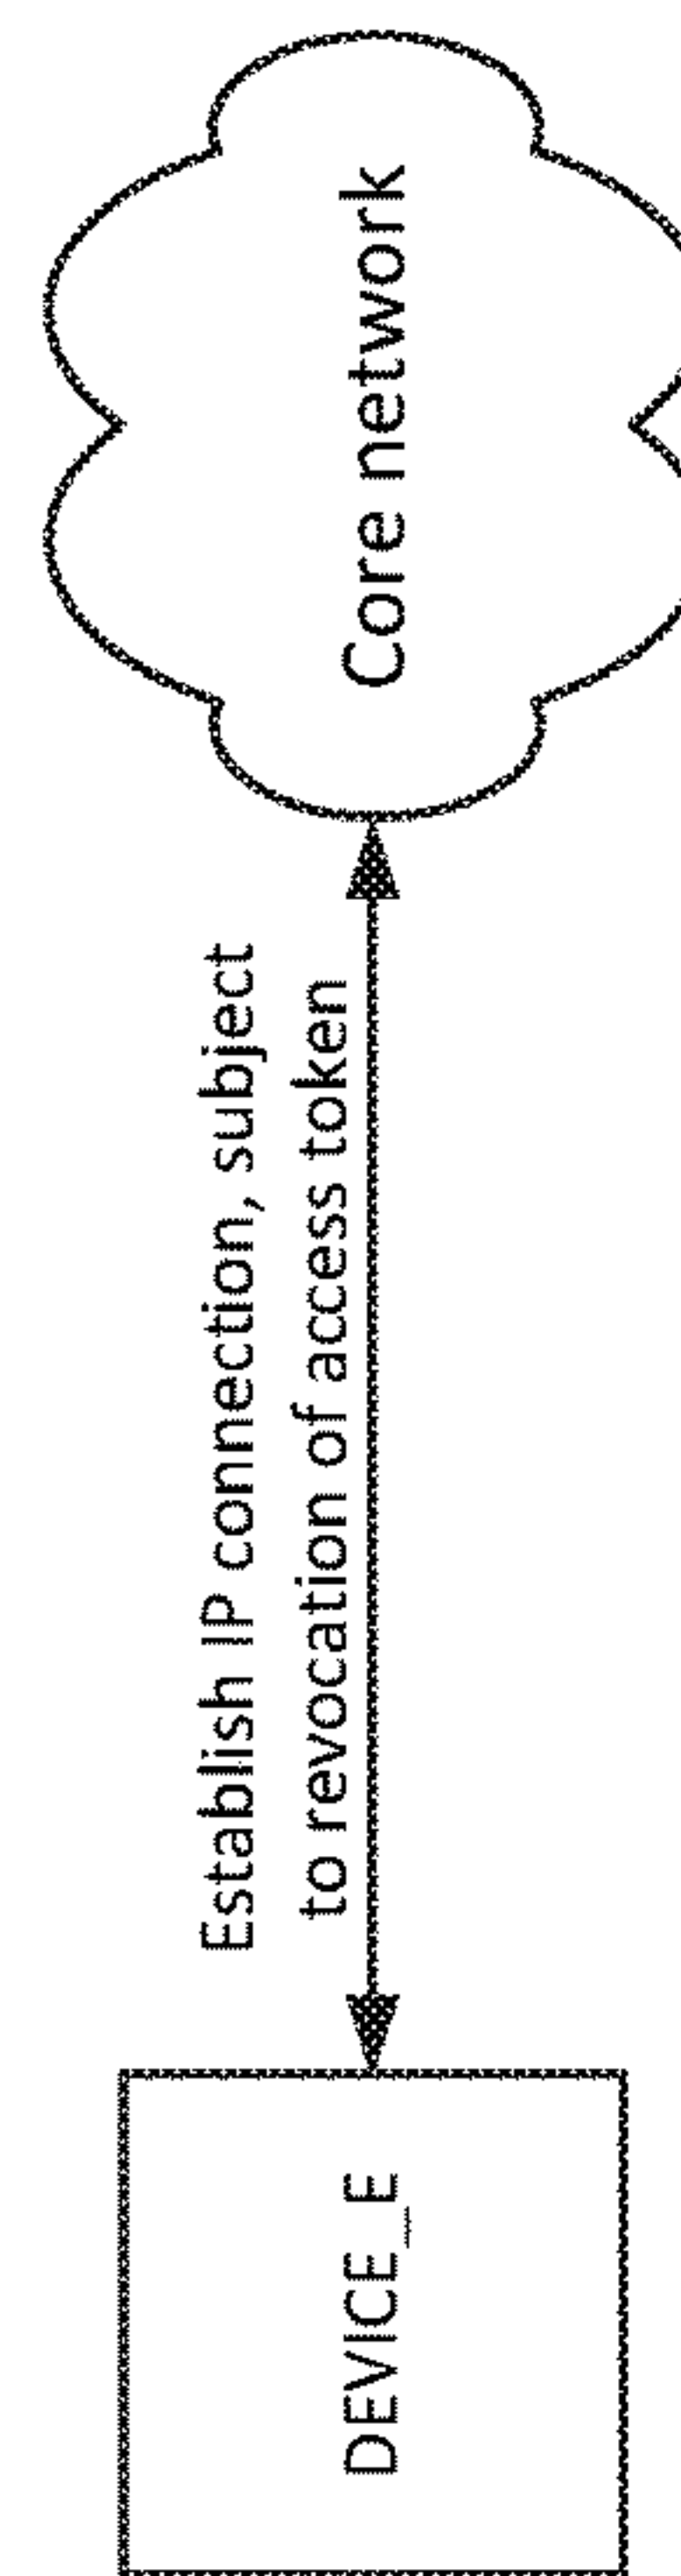 DEVICE_E
Establish IP connection, subject
to revocation of access token
Core network